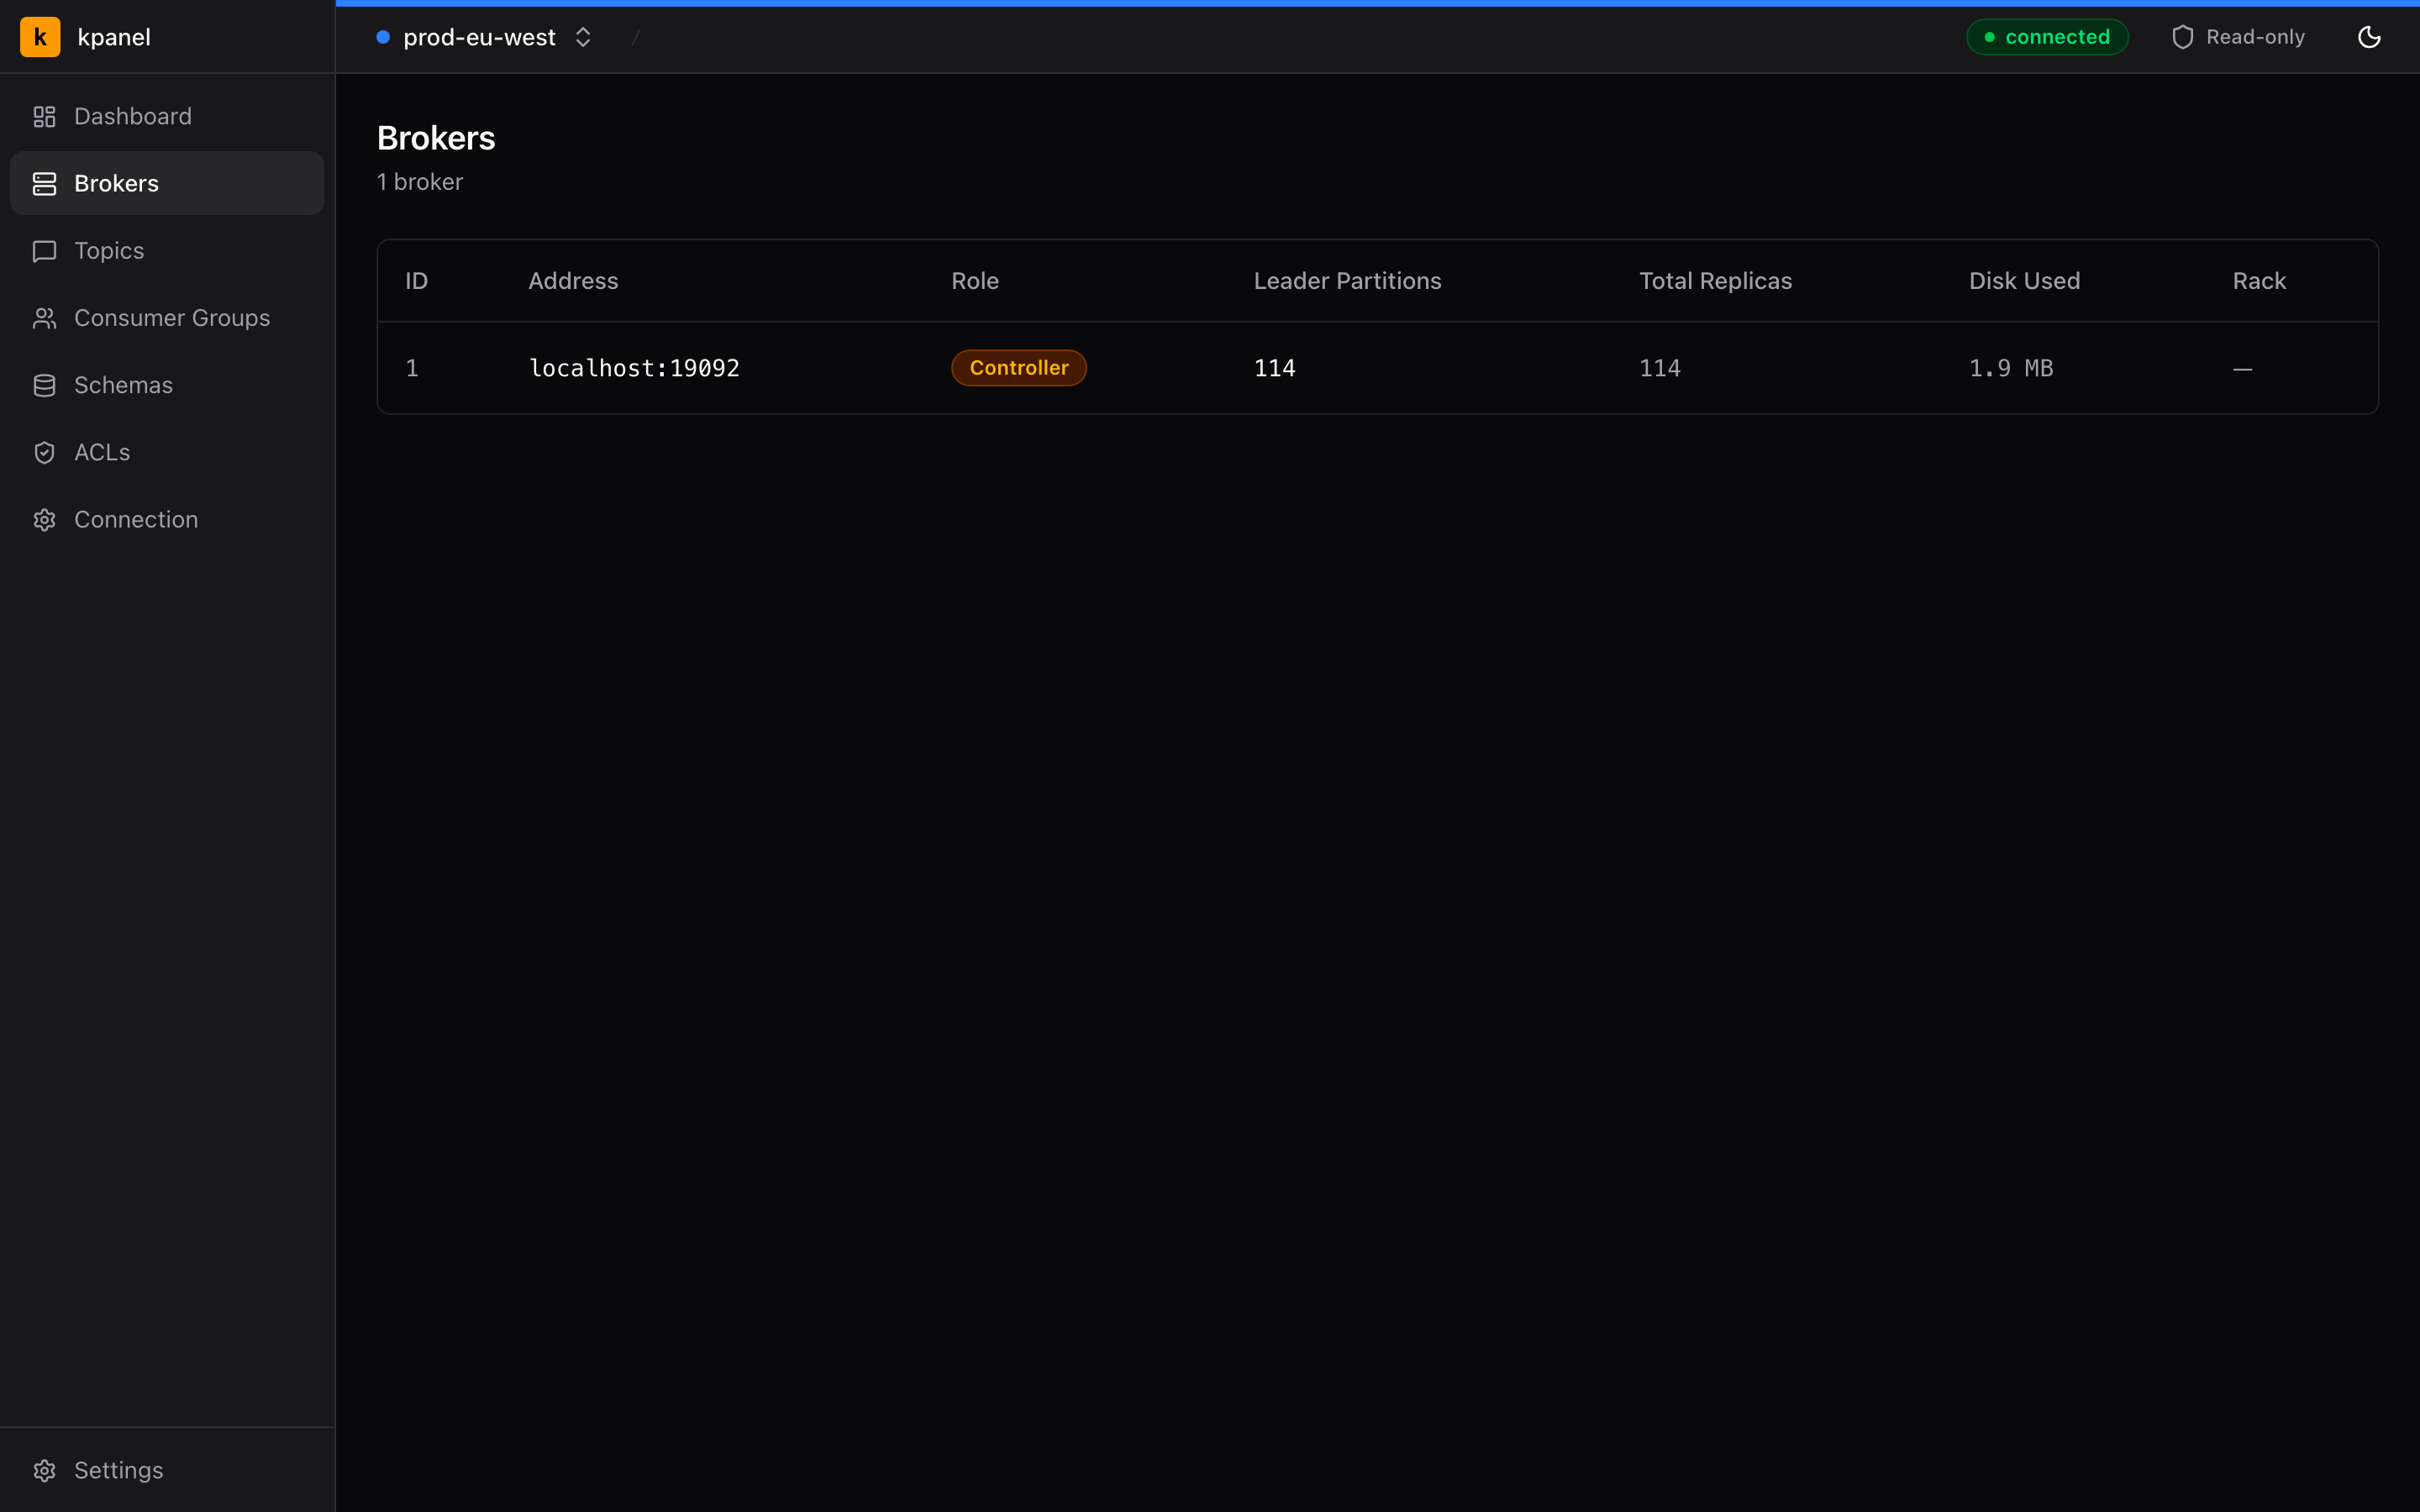 k kpanel
prod-eu-west /
connected
Read-only
Dashboard
Brokers
Topics
Consumer Groups
Schemas
ACLs
Connection
Settings
Brokers
1 broker
ID Address Role Leader Partitions Total Replicas Disk Used Rack
1 localhost:19092 Controller 114 114 1.9 MB —